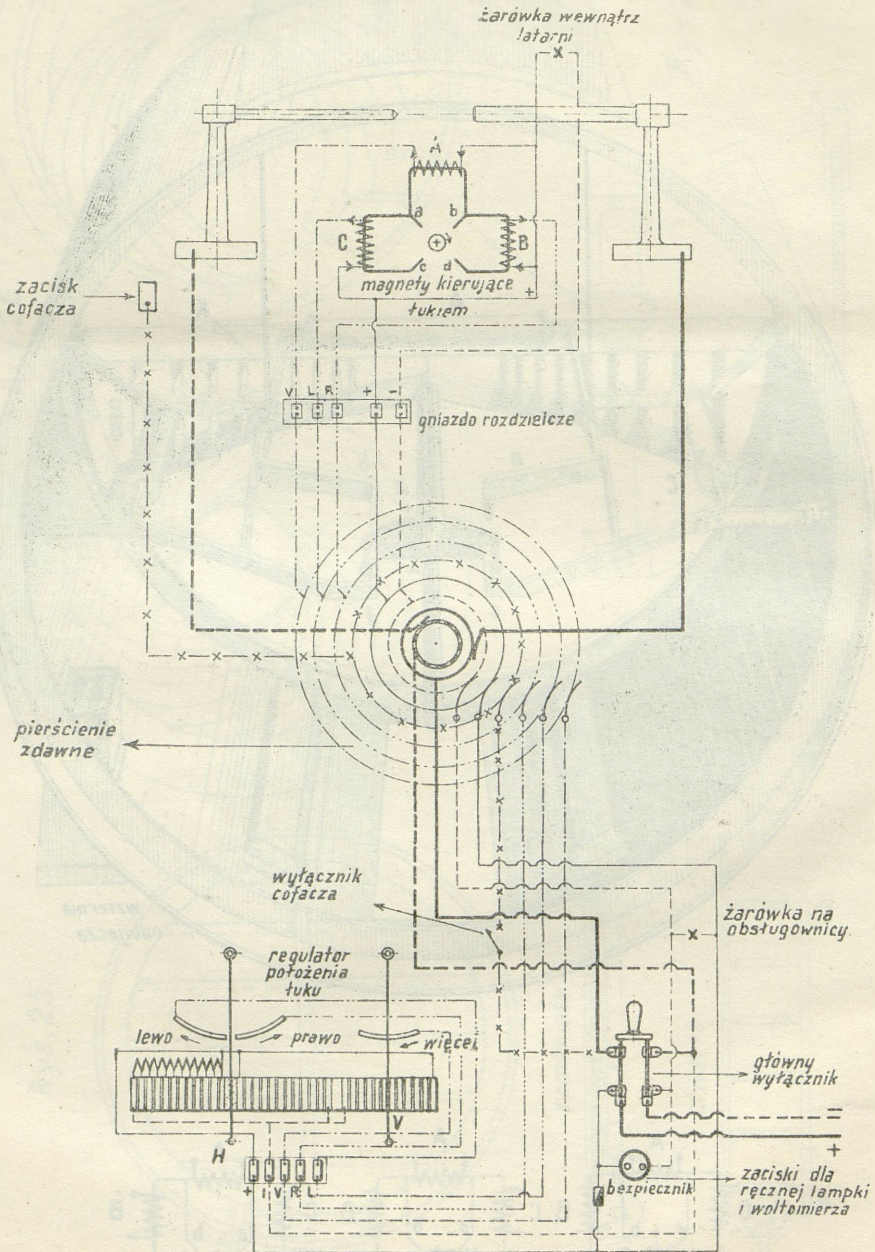 żarówka wewnątrz
latarni
A
a b
C B
c d
magnety kierujące
łukiem
+
zacisk
cofacza
V L R + -
gniazdo rozdzielcze
pierścienie
zdawne
wyłącznik
cofacza
żarówka na
obsługownicy
regulator
położenia
łuku
lewo prawo więcej
główny
wyłącznik
H V
+ I V R L
bezpiecznik
zaciski dla
ręcznej lampki
i woltomierza
+